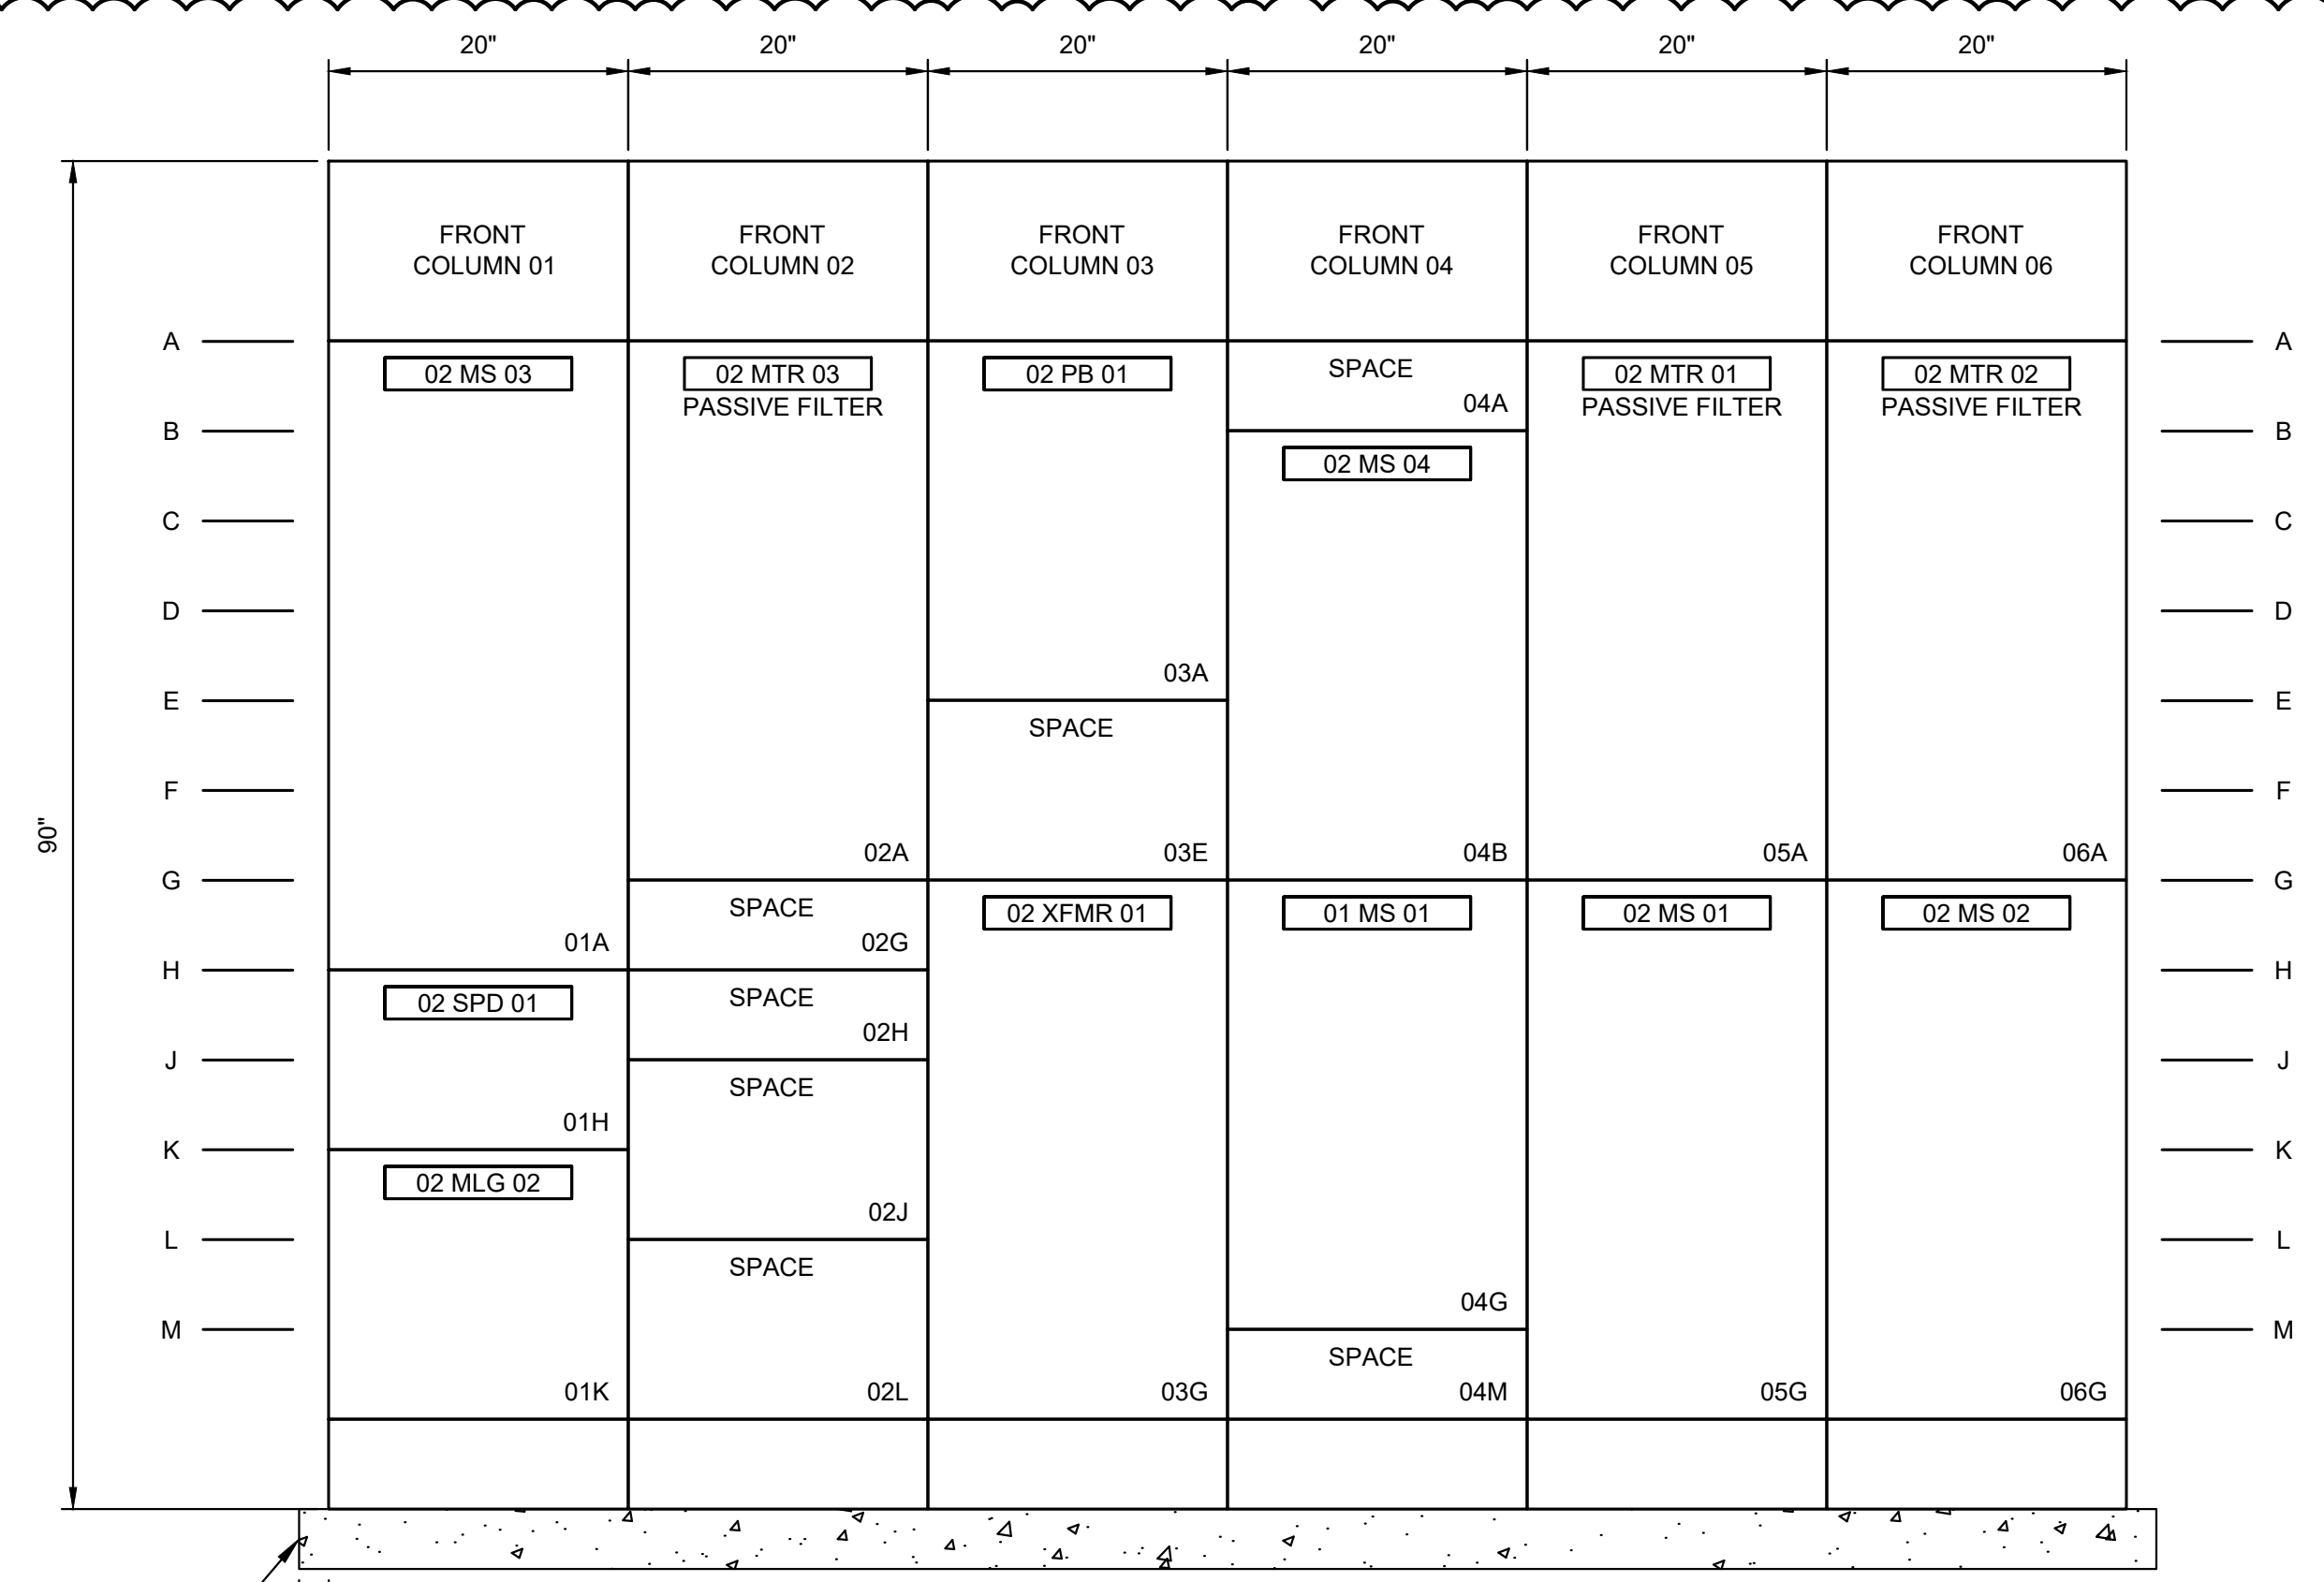 20" 20" 20" 20" 20" 20"
90"
FRONT FRONT FRONT FRONT FRONT FRONT
COLUMN 01 COLUMN 02 COLUMN 03 COLUMN 04 COLUMN 05 COLUMN 06
A A
02 MS 03 02 MTR 03 02 PB 01 SPACE 02 MTR 01 02 MTR 02
PASSIVE FILTER 04A PASSIVE FILTER PASSIVE FILTER
B B
02 MS 04
C C
D D
03A
E E
SPACE
F F
02A 03E 04B 05A 06A
G G
SPACE 02 XFMR 01 01 MS 01 02 MS 01 02 MS 02
01A 02G
H H
02 SPD 01 SPACE
02H
J J
SPACE
01H
K K
02 MLG 02
02J
L L
SPACE
04G
M M
SPACE
01K 02L 03G 04M 05G 06G